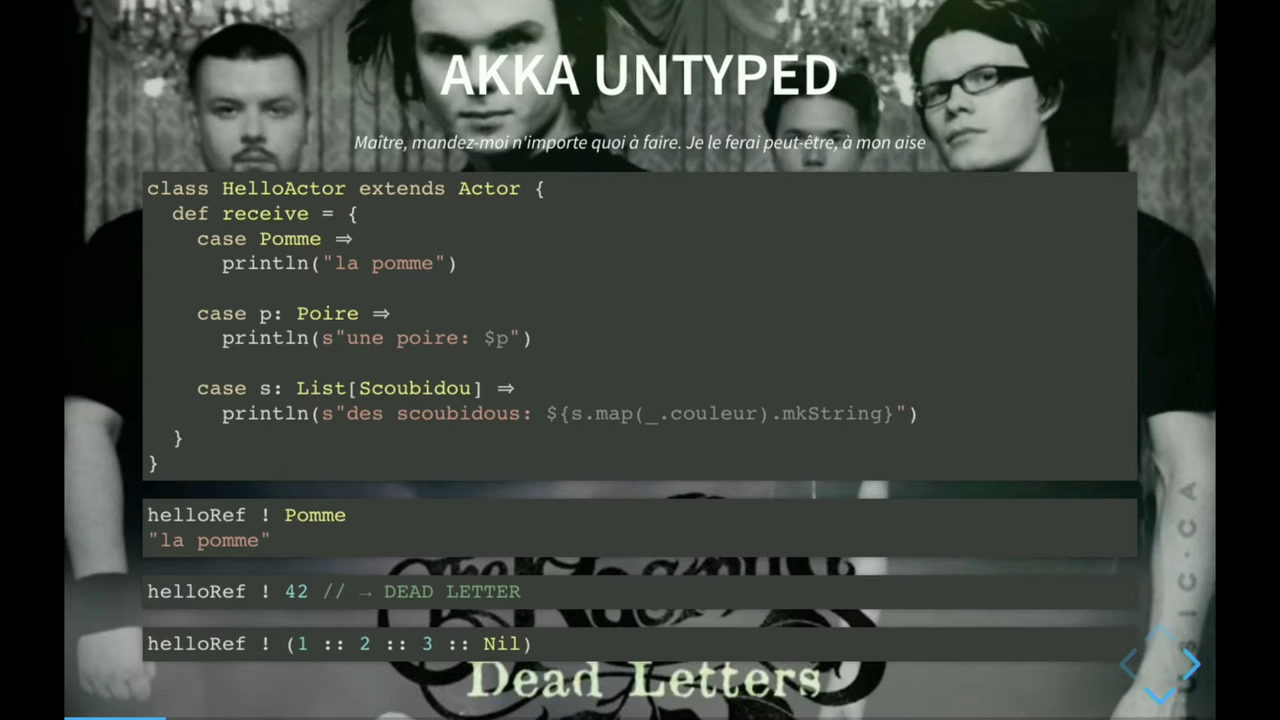 AKKA UNTYPED
Maître, mandez-moi n'importe quoi à faire. Je le ferai peut-être, à mon aise
class HelloActor extends Actor {
  def receive = {
    case Pomme ⇒
      println("la pomme")
    case p: Poire ⇒
      println(s"une poire: $p")
    case s: List[Scoubidou] ⇒
      println(s"des scoubidous: ${s.map(_.couleur).mkString}")
  }
}
helloRef ! Pomme
"la pomme"
helloRef ! 42 // → DEAD LETTER
helloRef ! (1 :: 2 :: 3 :: Nil)
Dead Letters